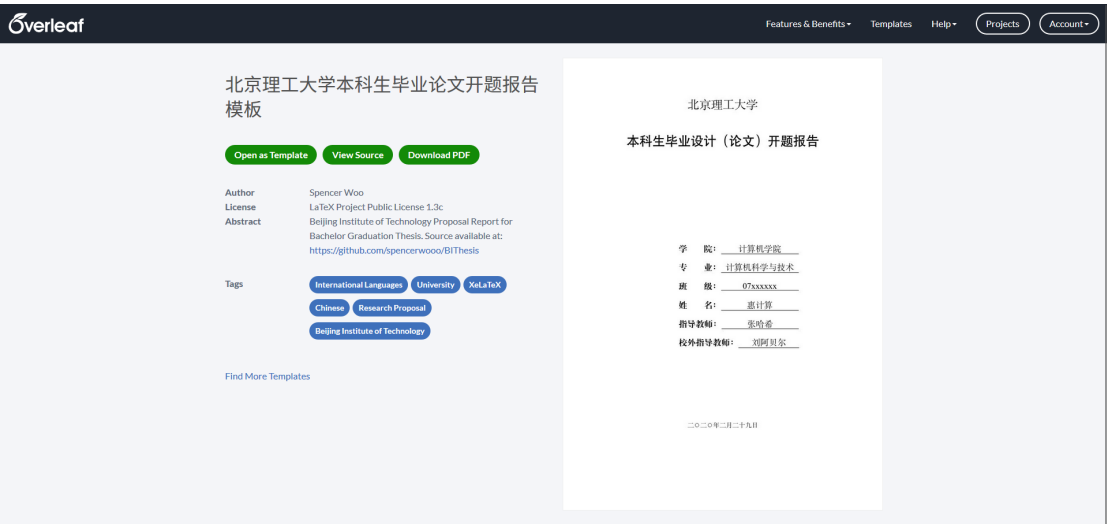 Overleaf
Features & Benefits Templates Help Projects Account
北京理工大学本科生毕业论文开题报告
模板
Open as Template View Source Download PDF
Author Spencer Woo
License LaTeX Project Public License 1.3c
Abstract Beijing Institute of Technology Proposal Report for
Bachelor Graduation Thesis. Source available at:
https://github.com/spencerwooo/BIThesis
Tags International Languages University XeLaTeX
Chinese Research Proposal
Beijing Institute of Technology
Find More Templates
北京理工大学
本科生毕业设计（论文）开题报告
学 院：计算机学院
专 业：计算机科学与技术
班 级：07xxxxxx
姓 名：惠计算
指导教师：张哈希
校外指导教师：刘阿贝尔
二〇二〇年二月二十九日